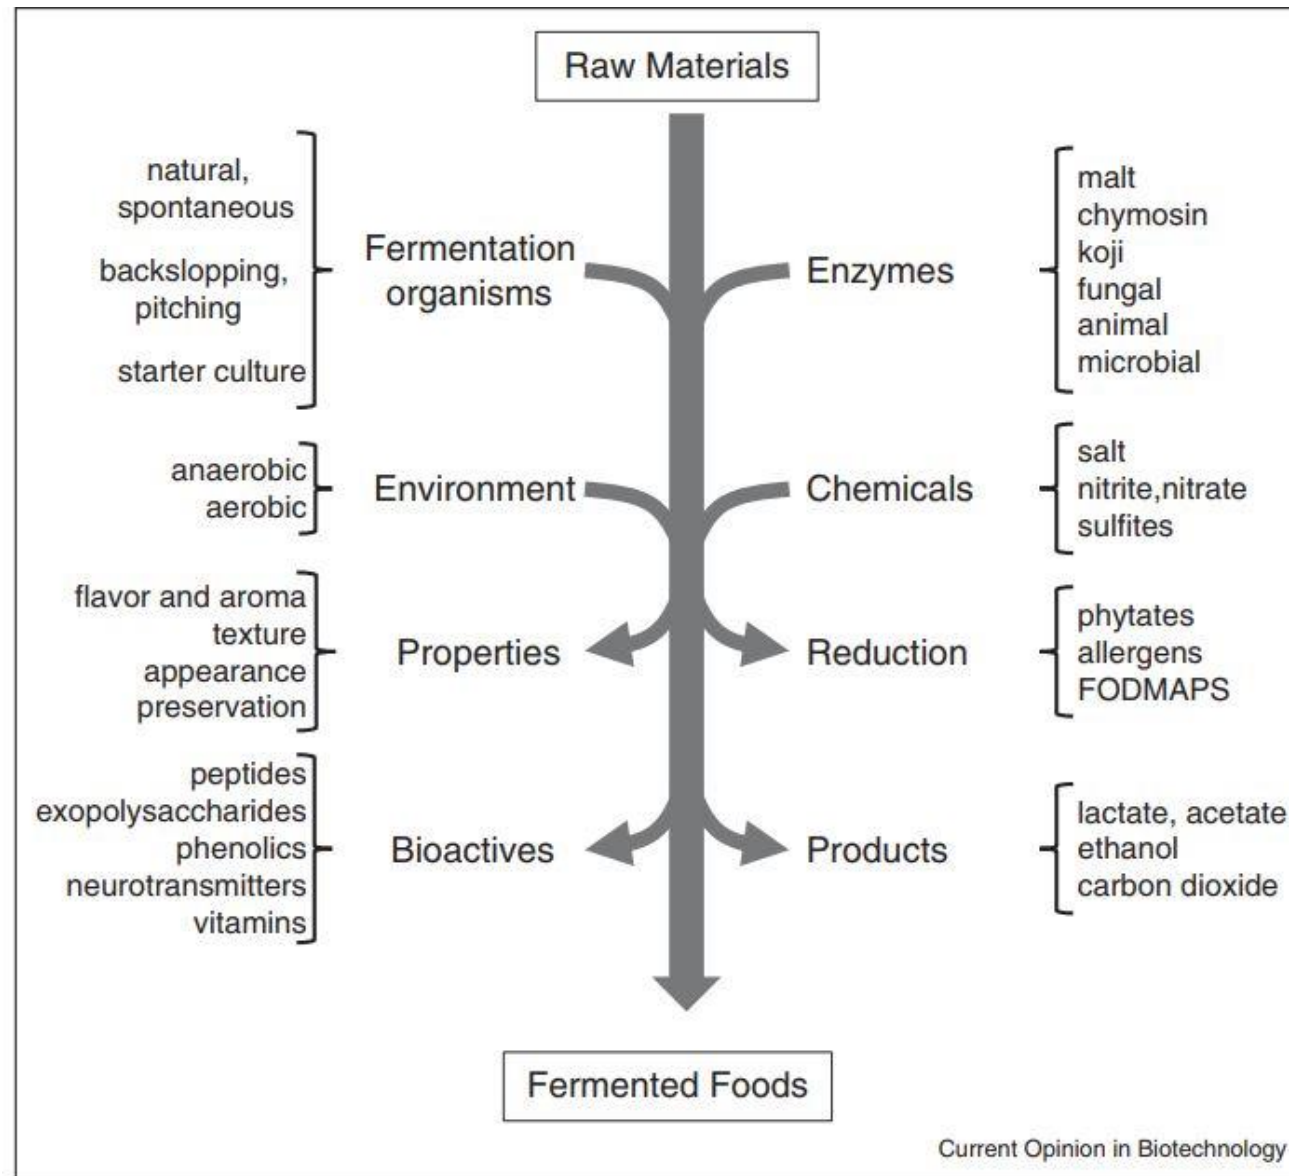 Raw Materials
natural,
spontaneous
backslopping,
pitching
starter culture
Fermentation
organisms
Enzymes
malt
chymosin
koji
fungal
animal
microbial
anaerobic
aerobic
Environment
Chemicals
salt
nitrite,nitrate
sulfites
flavor and aroma
texture
appearance
preservation
Properties
Reduction
phytates
allergens
FODMAPS
peptides
exopolysaccharides
phenolics
neurotransmitters
vitamins
Bioactives
Products
lactate, acetate
ethanol
carbon dioxide
Fermented Foods
Current Opinion in Biotechnology